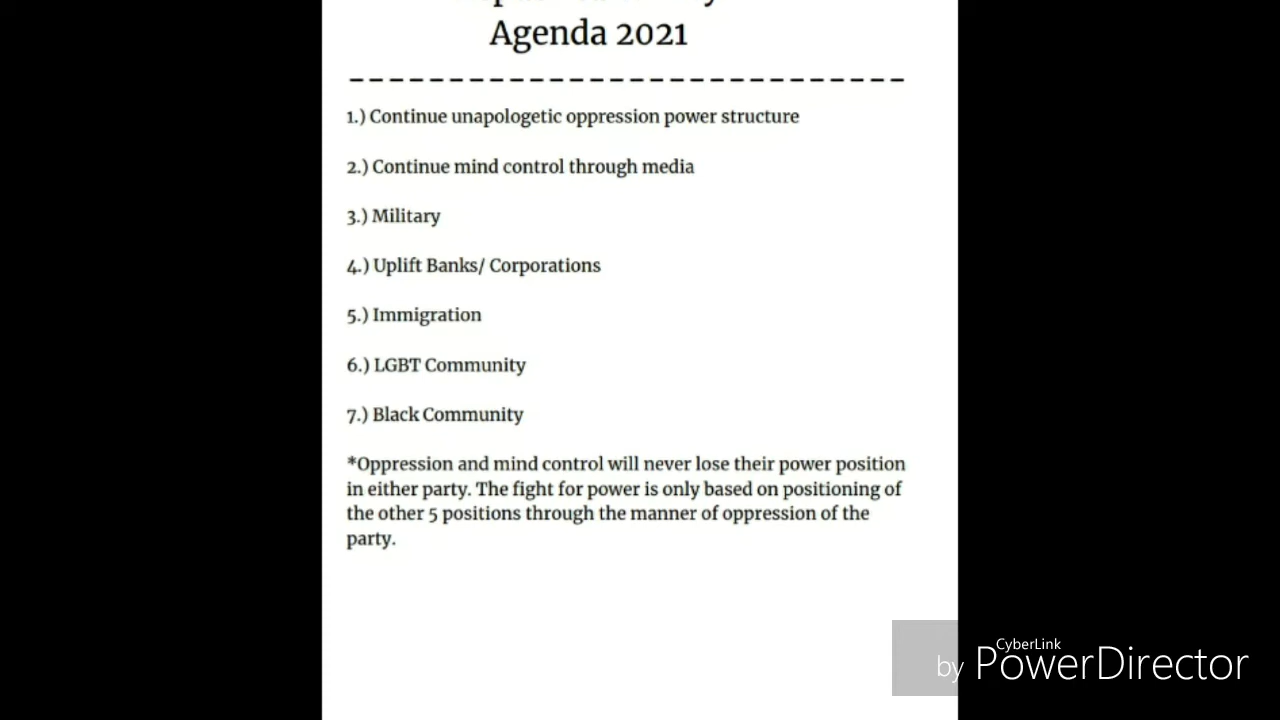 Agenda 2021
1.) Continue unapologetic oppression power structure
2.) Continue mind control through media
3.) Military
4.) Uplift Banks/ Corporations
5.) Immigration
6.) LGBT Community
7.) Black Community
*Oppression and mind control will never lose their power position
in either party. The fight for power is only based on positioning of
the other 5 positions through the manner of oppression of the
party.
CyberLink
by PowerDirector